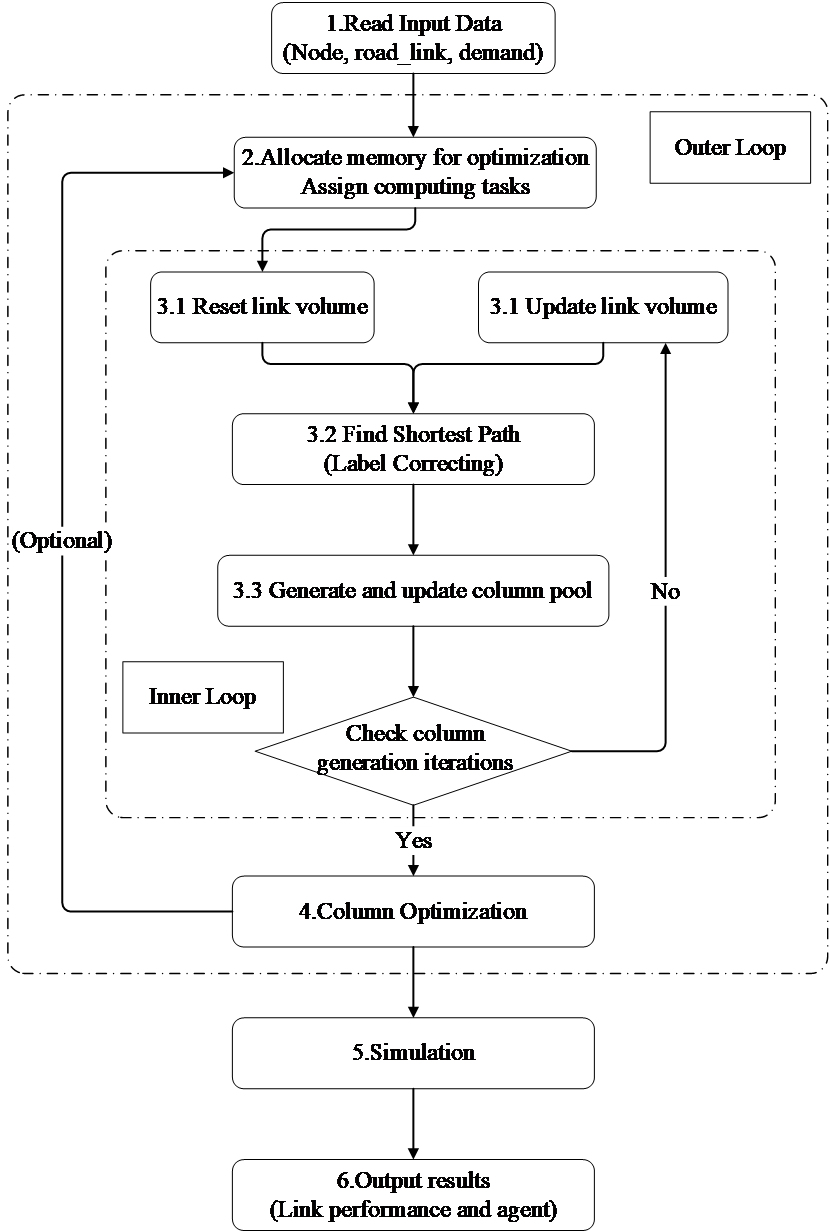 1.Read Input Data
(Node, road_link, demand)
Outer Loop
2.Allocate memory for optimization
Assign computing tasks
3.1 Reset link volume
3.1 Update link volume
3.2 Find Shortest Path
(Label Correcting)
(Optional)
3.3 Generate and update column pool
No
Inner Loop
Check column
generation iterations
Yes
4.Column Optimization
5.Simulation
6.Output results
(Link performance and agent)